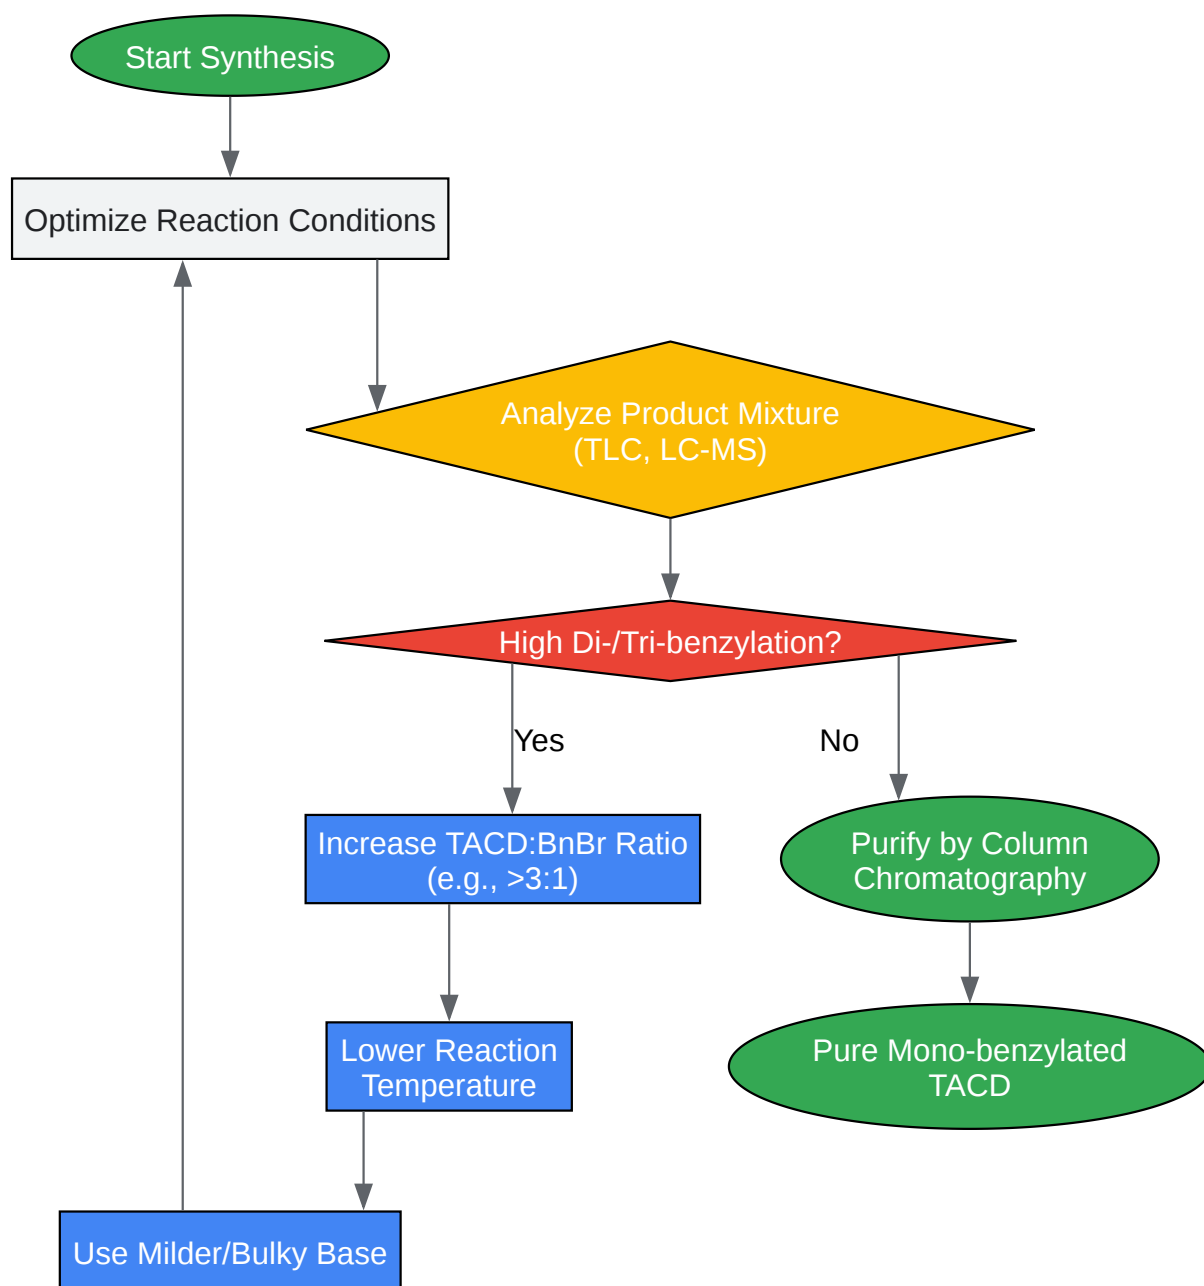 Start Synthesis
Optimize Reaction Conditions
Analyze Product Mixture
(TLC, LC-MS)
High Di-/Tri-benzylation?
Yes
No
Increase TACD:BnBr Ratio
(e.g., >3:1)
Purify by Column
Chromatography
Lower Reaction
Temperature
Pure Mono-benzylated
TACD
Use Milder/Bulky Base